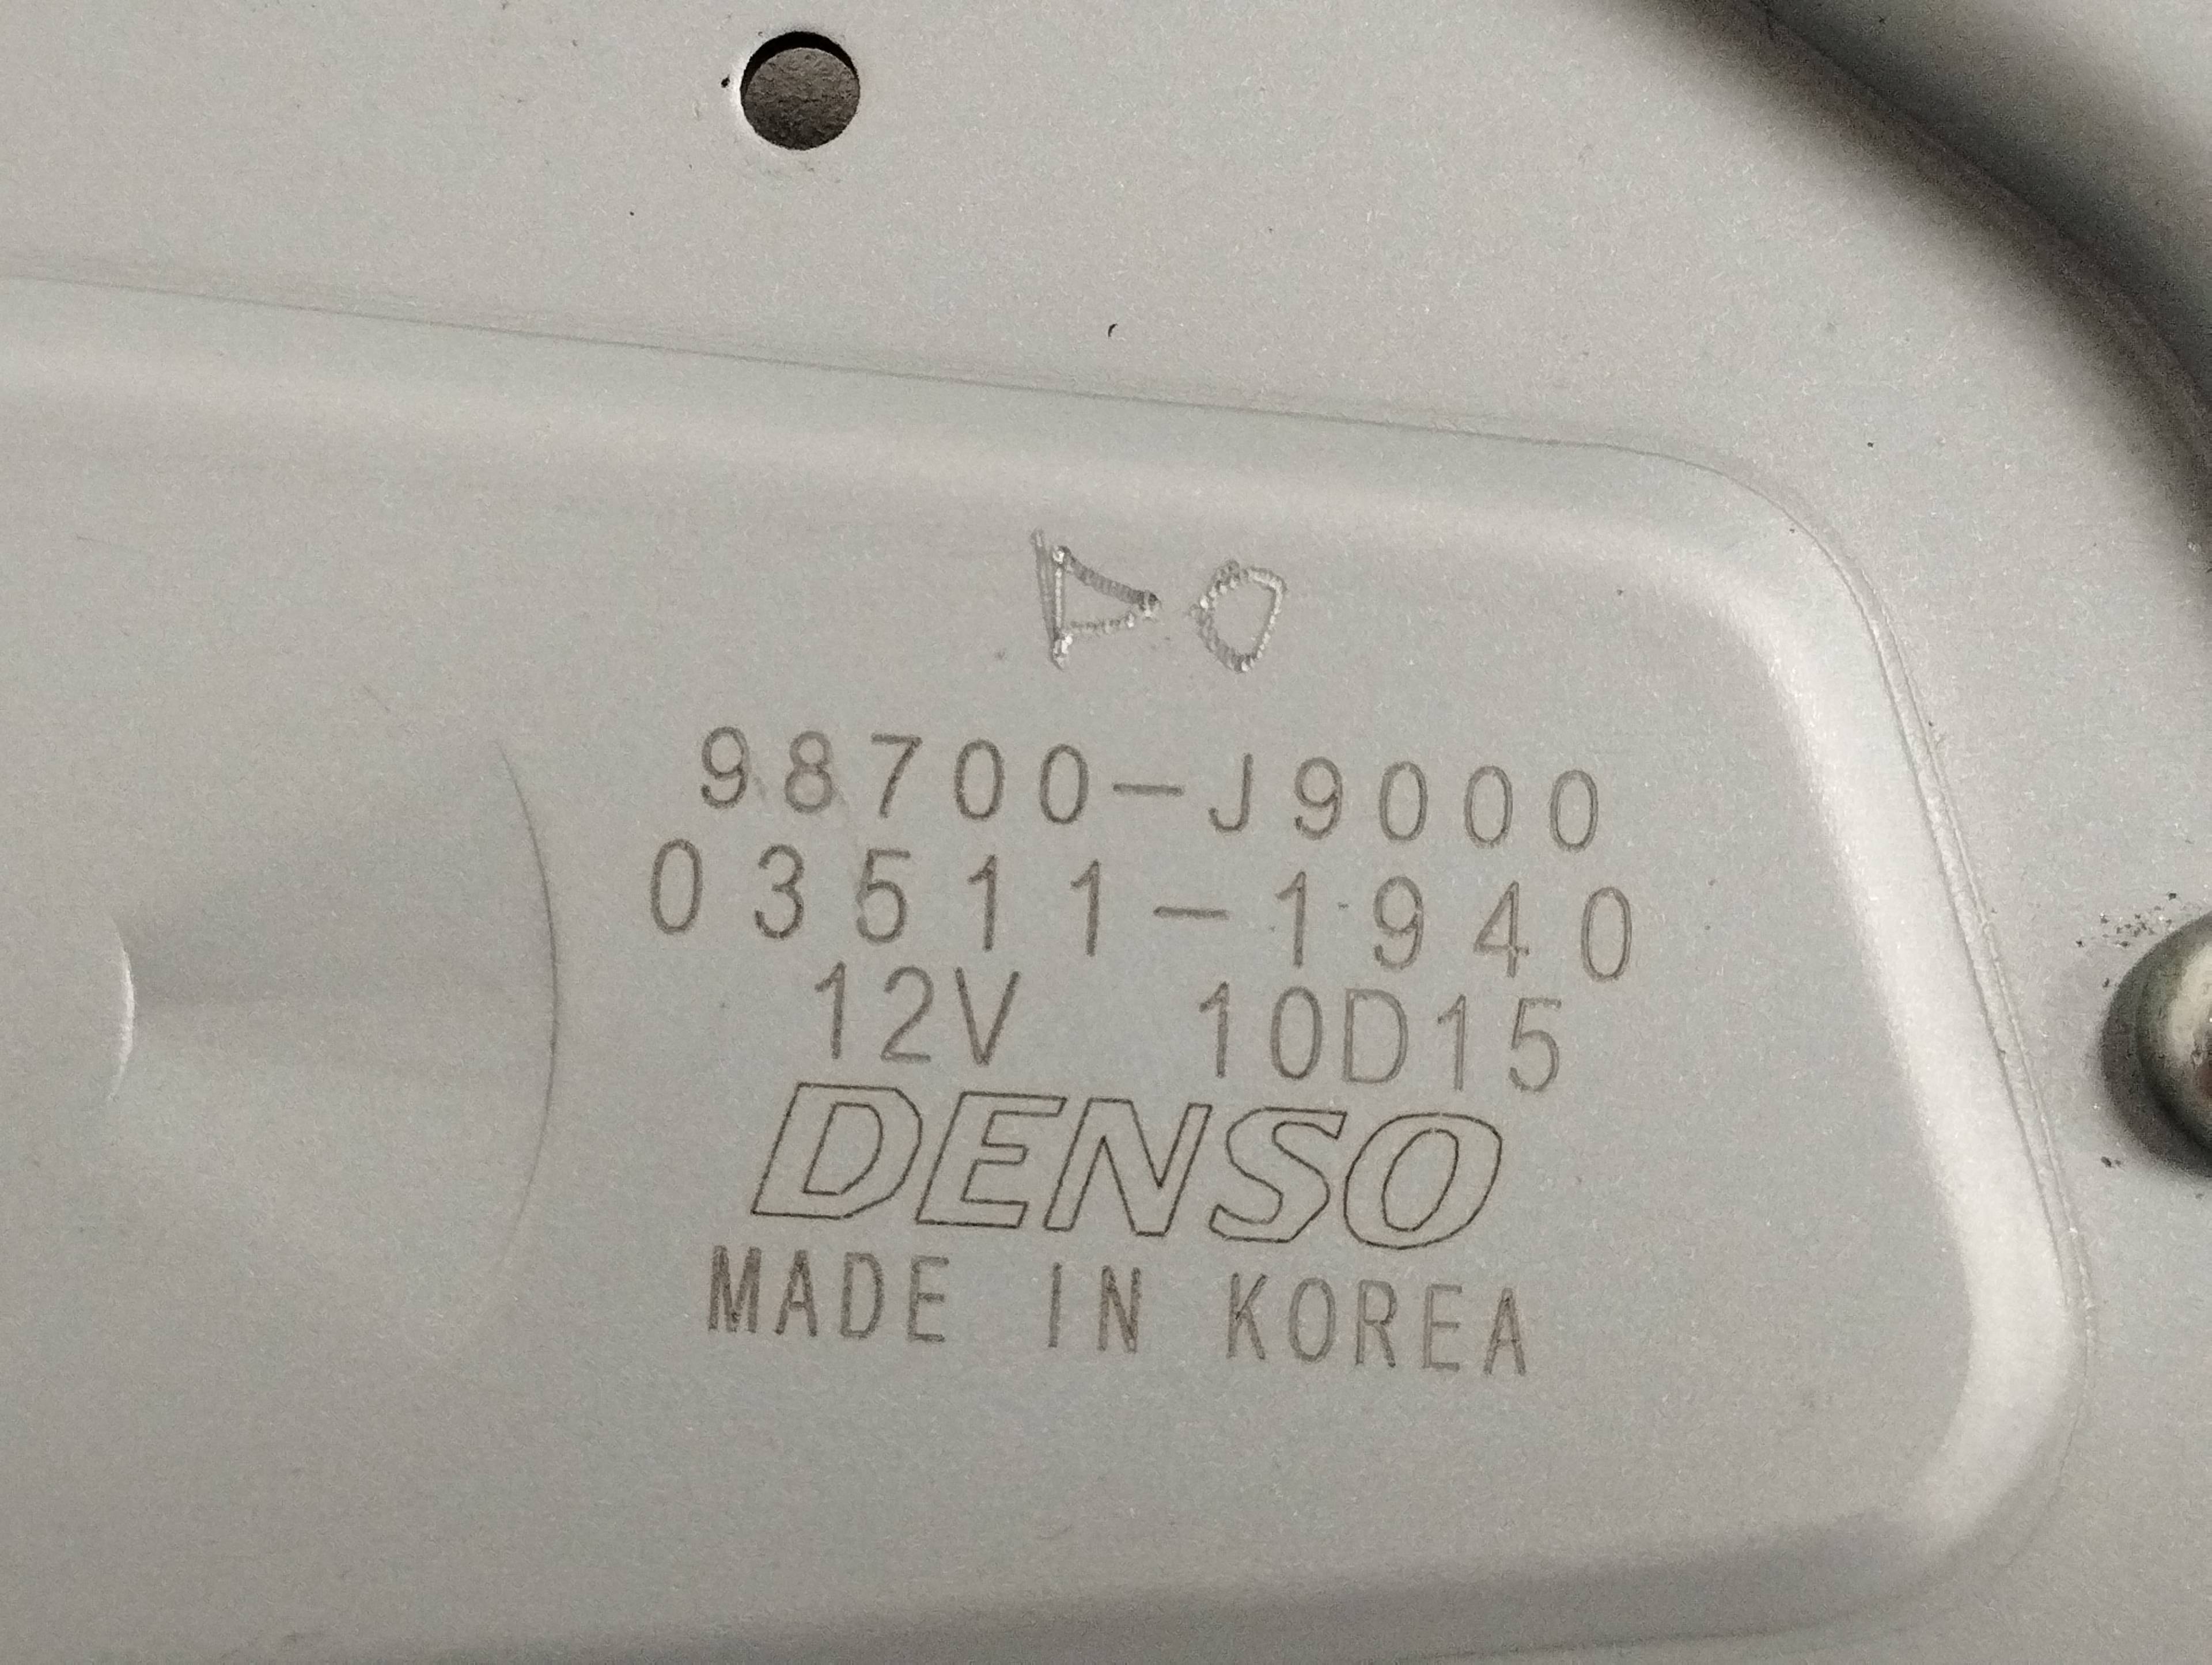 98700-J9000
03511-1940
12V 10D15
DENSO
MADE IN KOREA